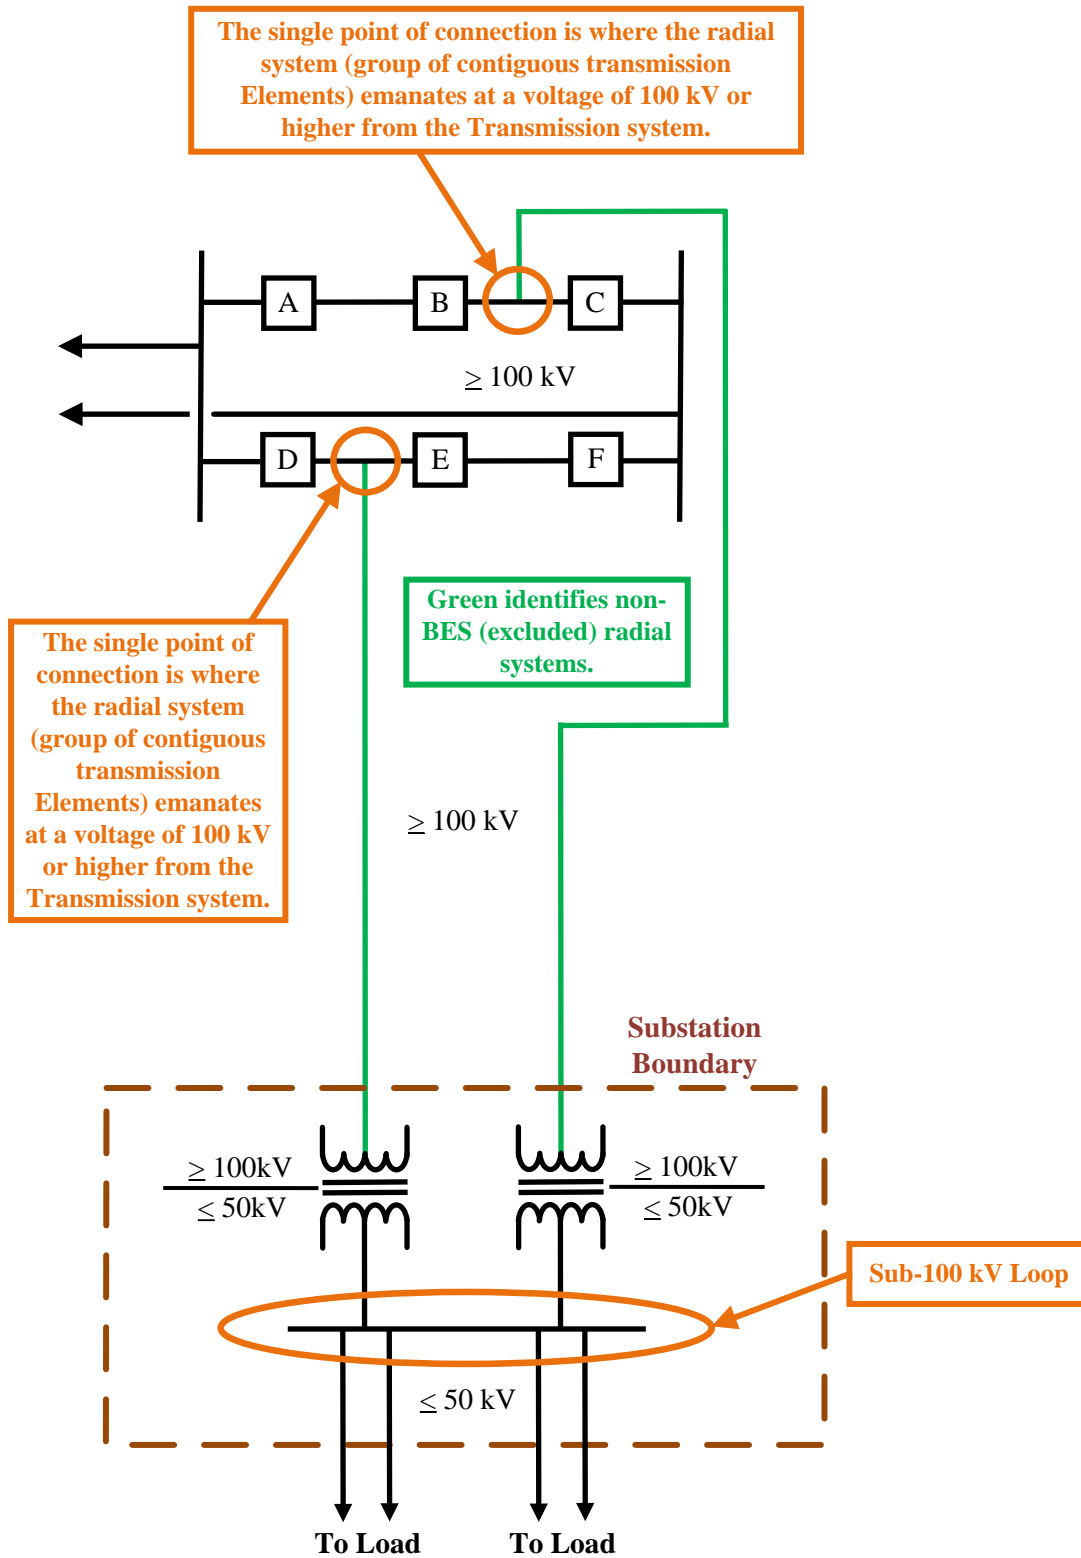 The single point of connection is where the radial
system (group of contiguous transmission
Elements) emanates at a voltage of 100 kV or
higher from the Transmission system.
A
B
C
≥ 100 kV
D
E
F
Green identifies non-
BES (excluded) radial
systems.
The single point of
connection is where
the radial system
(group of contiguous
transmission
Elements) emanates
at a voltage of 100 kV
or higher from the
Transmission system.
≥ 100 kV
Substation
Boundary
≥ 100kV
≤ 50kV
≥ 100kV
≤ 50kV
Sub-100 kV Loop
≤ 50 kV
To Load
To Load